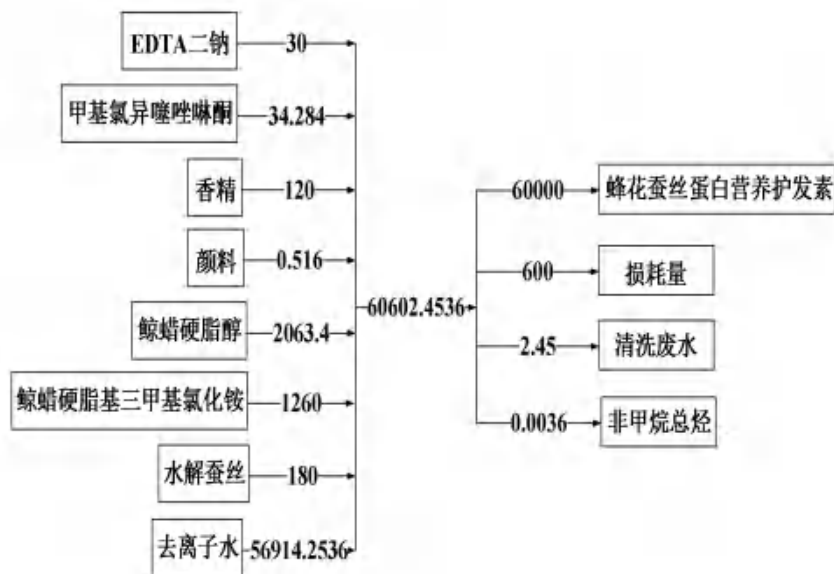 EDTA二钠
30
甲基氯异噻唑啉酮
34.284
香精
120
颜料
0.516
鲸蜡硬脂醇
2063.4
鲸蜡硬脂基三甲基氯化铵
1260
水解蚕丝
180
去离子水
56914.2536
60602.4536
60000
蜂花蚕丝蛋白营养护发素
600
损耗量
2.45
清洗废水
0.0036
非甲烷总烃